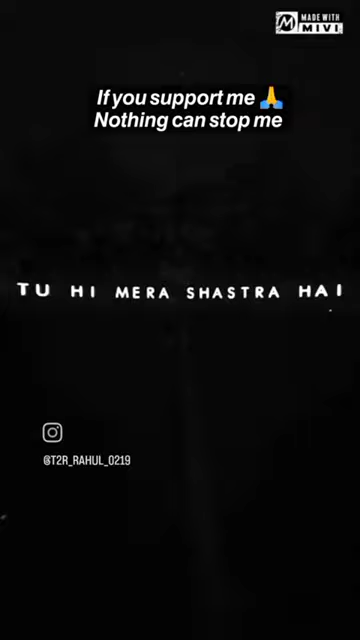 MADE WITH
MIVI
If you support me 🙏
Nothing can stop me
TU HI MERA SHASTRA HAI
@T2R_RAHUL_0219